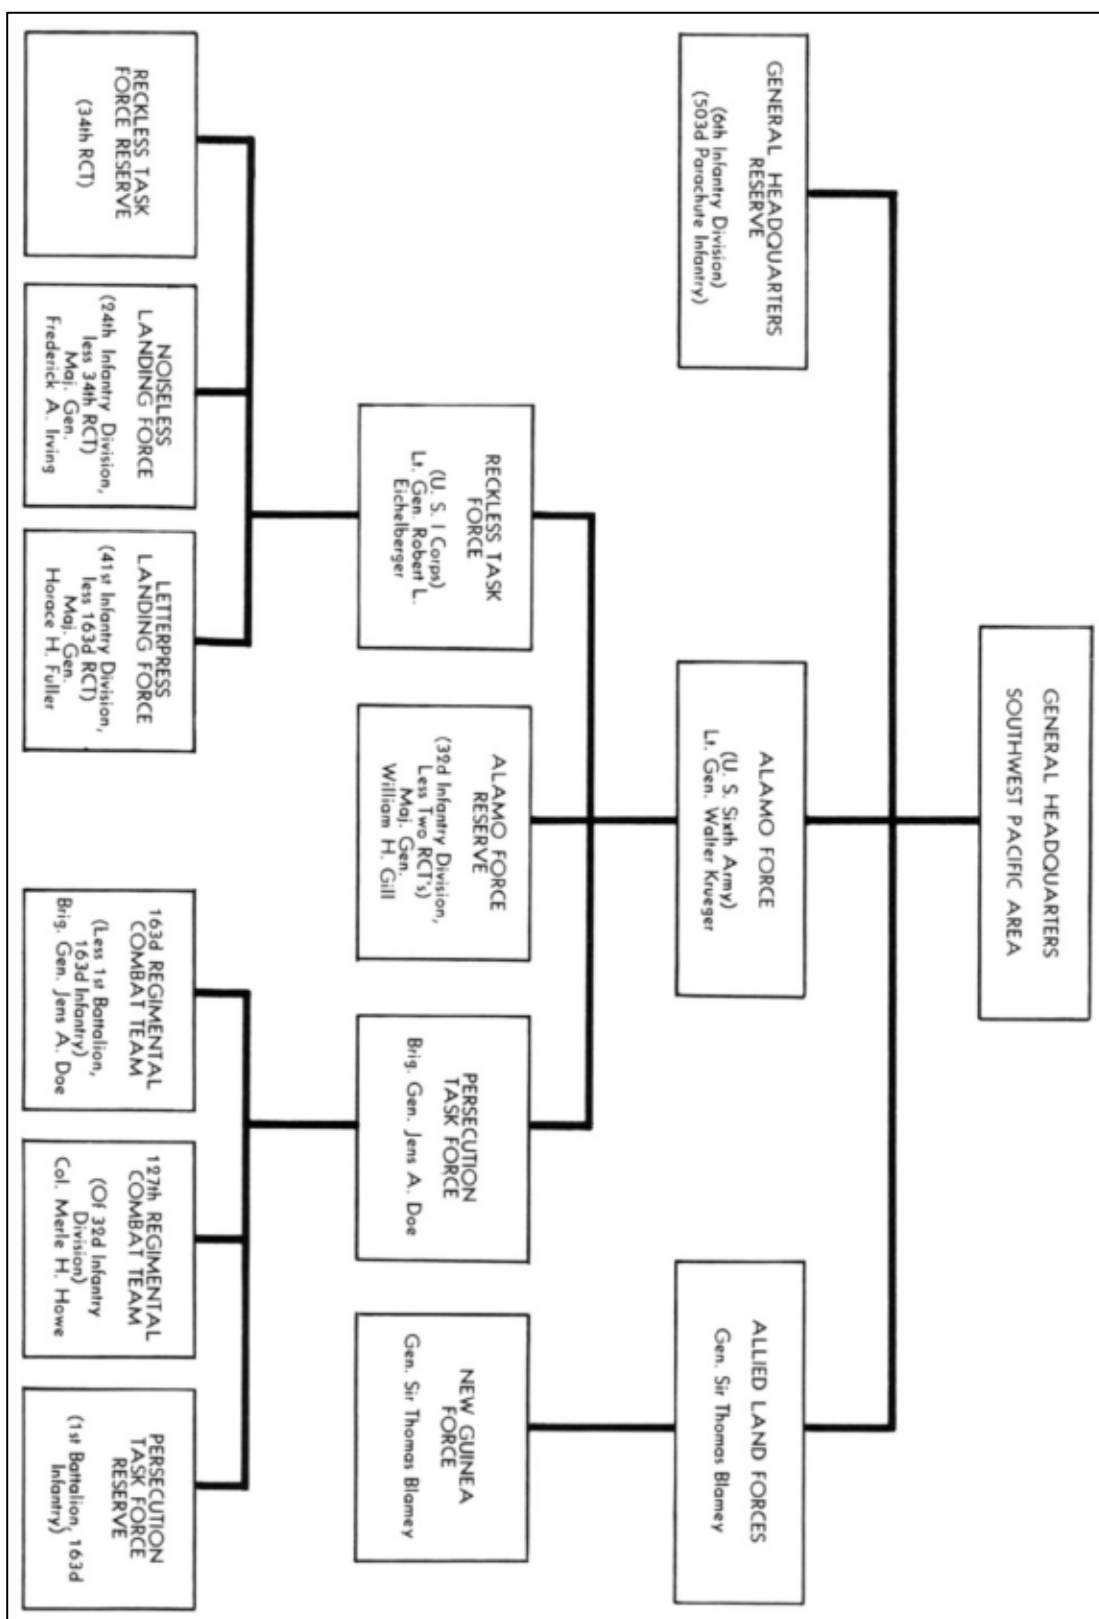 GENERAL HEADQUARTERS
SOUTHWEST PACIFIC AREA
GENERAL HEADQUARTERS
RESERVE
(6th Infantry Division)
(503d Parachute Infantry)
ALAMO FORCE
(U. S. Sixth Army)
Lt. Gen. Walter Krueger
ALLIED LAND FORCES
Gen. Sir Thomas Blamey
RECKLESS TASK
FORCE
(U. S. I Corps)
Lt. Gen. Robert L.
Eichelberger
ALAMO FORCE
RESERVE
(32d Infantry Division,
Less Two RCT's)
Maj. Gen.
William H. Gill
PERSECUTION
TASK FORCE
Brig. Gen. Jens A. Doe
NEW GUINEA
FORCE
Gen. Sir Thomas Blamey
RECKLESS TASK
FORCE RESERVE
(34th RCT)
NOISELESS
LANDING FORCE
(24th Infantry Division,
less 34th RCT)
Maj. Gen.
Frederick A. Irving
LETTERPRESS
LANDING FORCE
(41st Infantry Division,
less 163d RCT)
Maj. Gen.
Horace H. Fuller
163d REGIMENTAL
COMBAT TEAM
(Less 1st Battalion,
163d Infantry)
Brig. Gen. Jens A. Doe
127th REGIMENTAL
COMBAT TEAM
(Of 32d Infantry
Division)
Col. Merle H. Howe
PERSECUTION
TASK FORCE
RESERVE
(1st Battalion, 163d
Infantry)